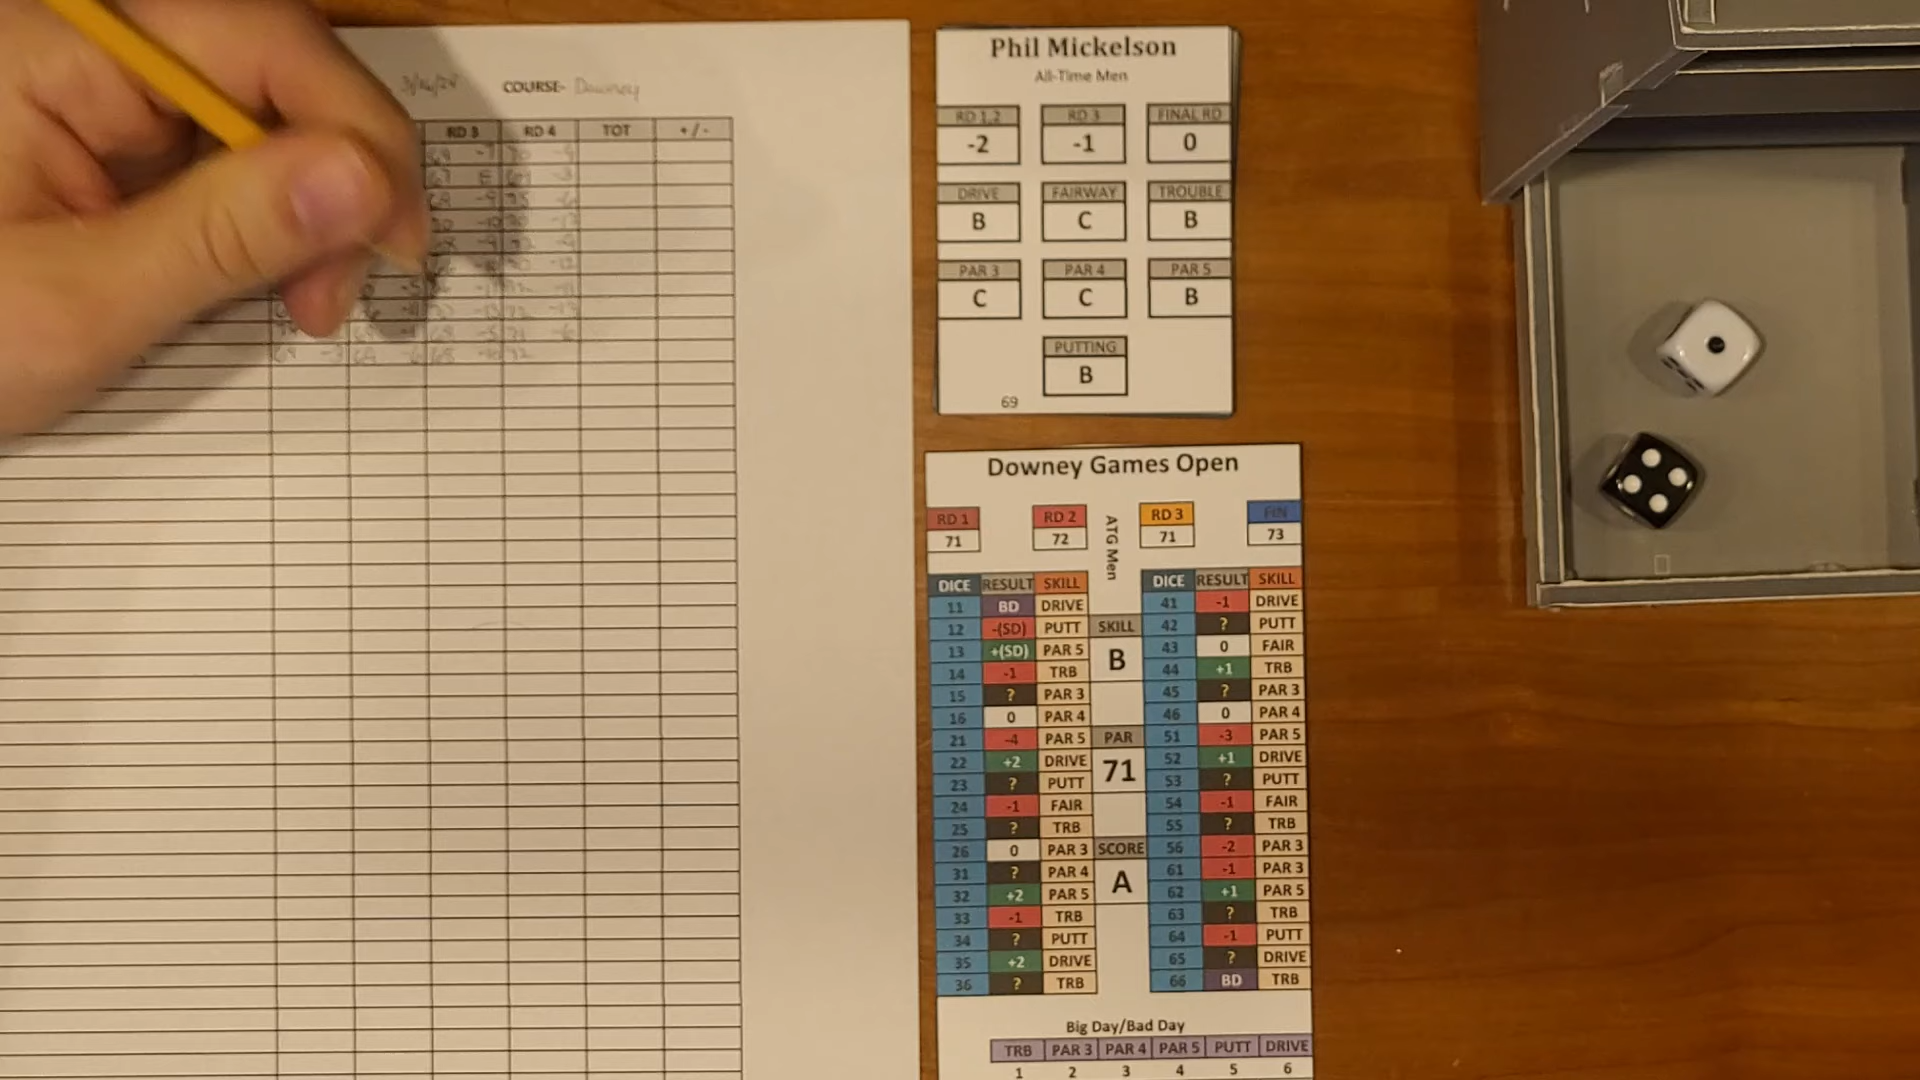 COURSE- Downey
RD 3 RD 4 TOT +/-
Phil Mickelson
All-Time Men
RD 1,2 RD 3 FINAL RD
-2 -1 0
DRIVE FAIRWAY TROUBLE
B C B
PAR 3 PAR 4 PAR 5
C C B
PUTTING
B
69
Downey Games Open
RD 1 RD 2 RD 3 FIN
71 72 71 73
ATG Men
DICE RESULT SKILL
11 BD DRIVE
12 -(SD) PUTT
13 +(SD) PAR 5
14 -1 TRB
15 ? PAR 3
16 0 PAR 4
21 -4 PAR 5
22 +2 DRIVE
23 ? PUTT
24 -1 FAIR
25 ? TRB
26 0 PAR 3
31 ? PAR 4
32 +2 PAR 5
33 -1 TRB
34 ? PUTT
35 +2 DRIVE
36 ? TRB
SKILL
B
PAR
71
SCORE
A
DICE RESULT SKILL
41 -1 DRIVE
42 ? PUTT
43 0 FAIR
44 +1 TRB
45 ? PAR 3
46 0 PAR 4
51 -3 PAR 5
52 +1 DRIVE
53 ? PUTT
54 -1 FAIR
55 ? TRB
56 -2 PAR 3
61 -1 PAR 3
62 +1 PAR 5
63 ? TRB
64 -1 PUTT
65 ? DRIVE
66 BD TRB
Big Day/Bad Day
TRB PAR 3 PAR 4 PAR 5 PUTT DRIVE
1 2 3 4 5 6